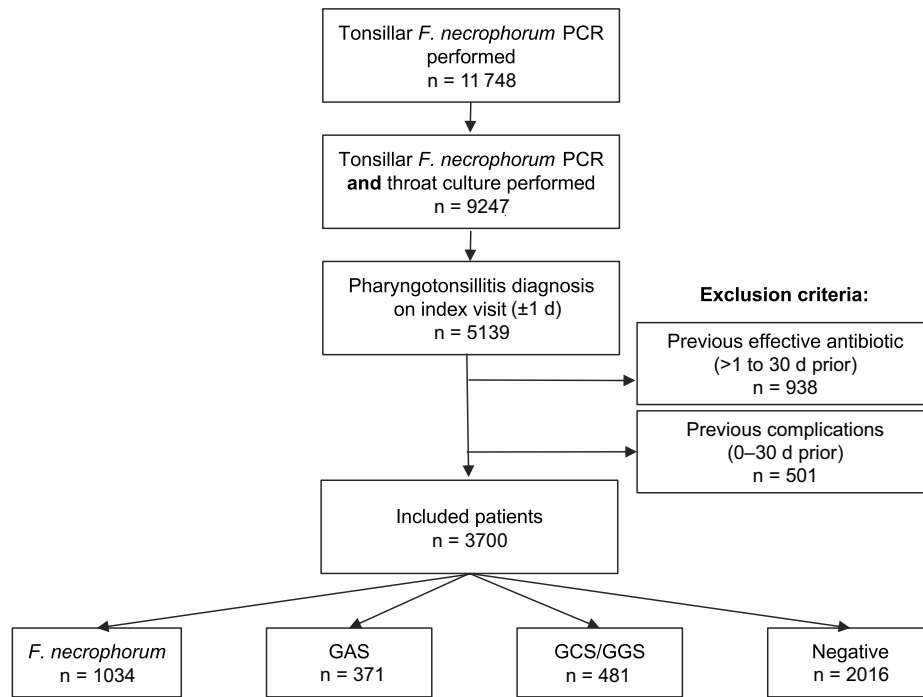 Tonsillar F. necrophorum PCR
performed
n = 11 748
Tonsillar F. necrophorum PCR
and throat culture performed
n = 9247
Pharyngotonsillitis diagnosis
on index visit (±1 d)
n = 5139
Exclusion criteria:
Previous effective antibiotic
(>1 to 30 d prior)
n = 938
Previous complications
(0–30 d prior)
n = 501
Included patients
n = 3700
F. necrophorum
n = 1034
GAS
n = 371
GCS/GGS
n = 481
Negative
n = 2016